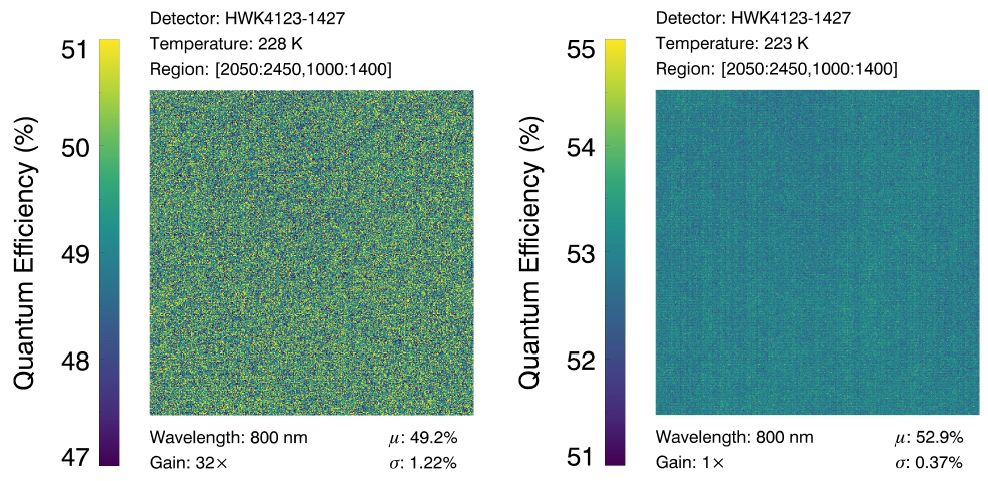 Detector: HWK4123-1427
Temperature: 228 K
Region: [2050:2450,1000:1400]
51
50
49
48
47
Quantum Efficiency (%)
Wavelength: 800 nm
μ: 49.2%
Gain: 32×
σ: 1.22%
Detector: HWK4123-1427
Temperature: 223 K
Region: [2050:2450,1000:1400]
55
54
53
52
51
Quantum Efficiency (%)
Wavelength: 800 nm
μ: 52.9%
Gain: 1×
σ: 0.37%